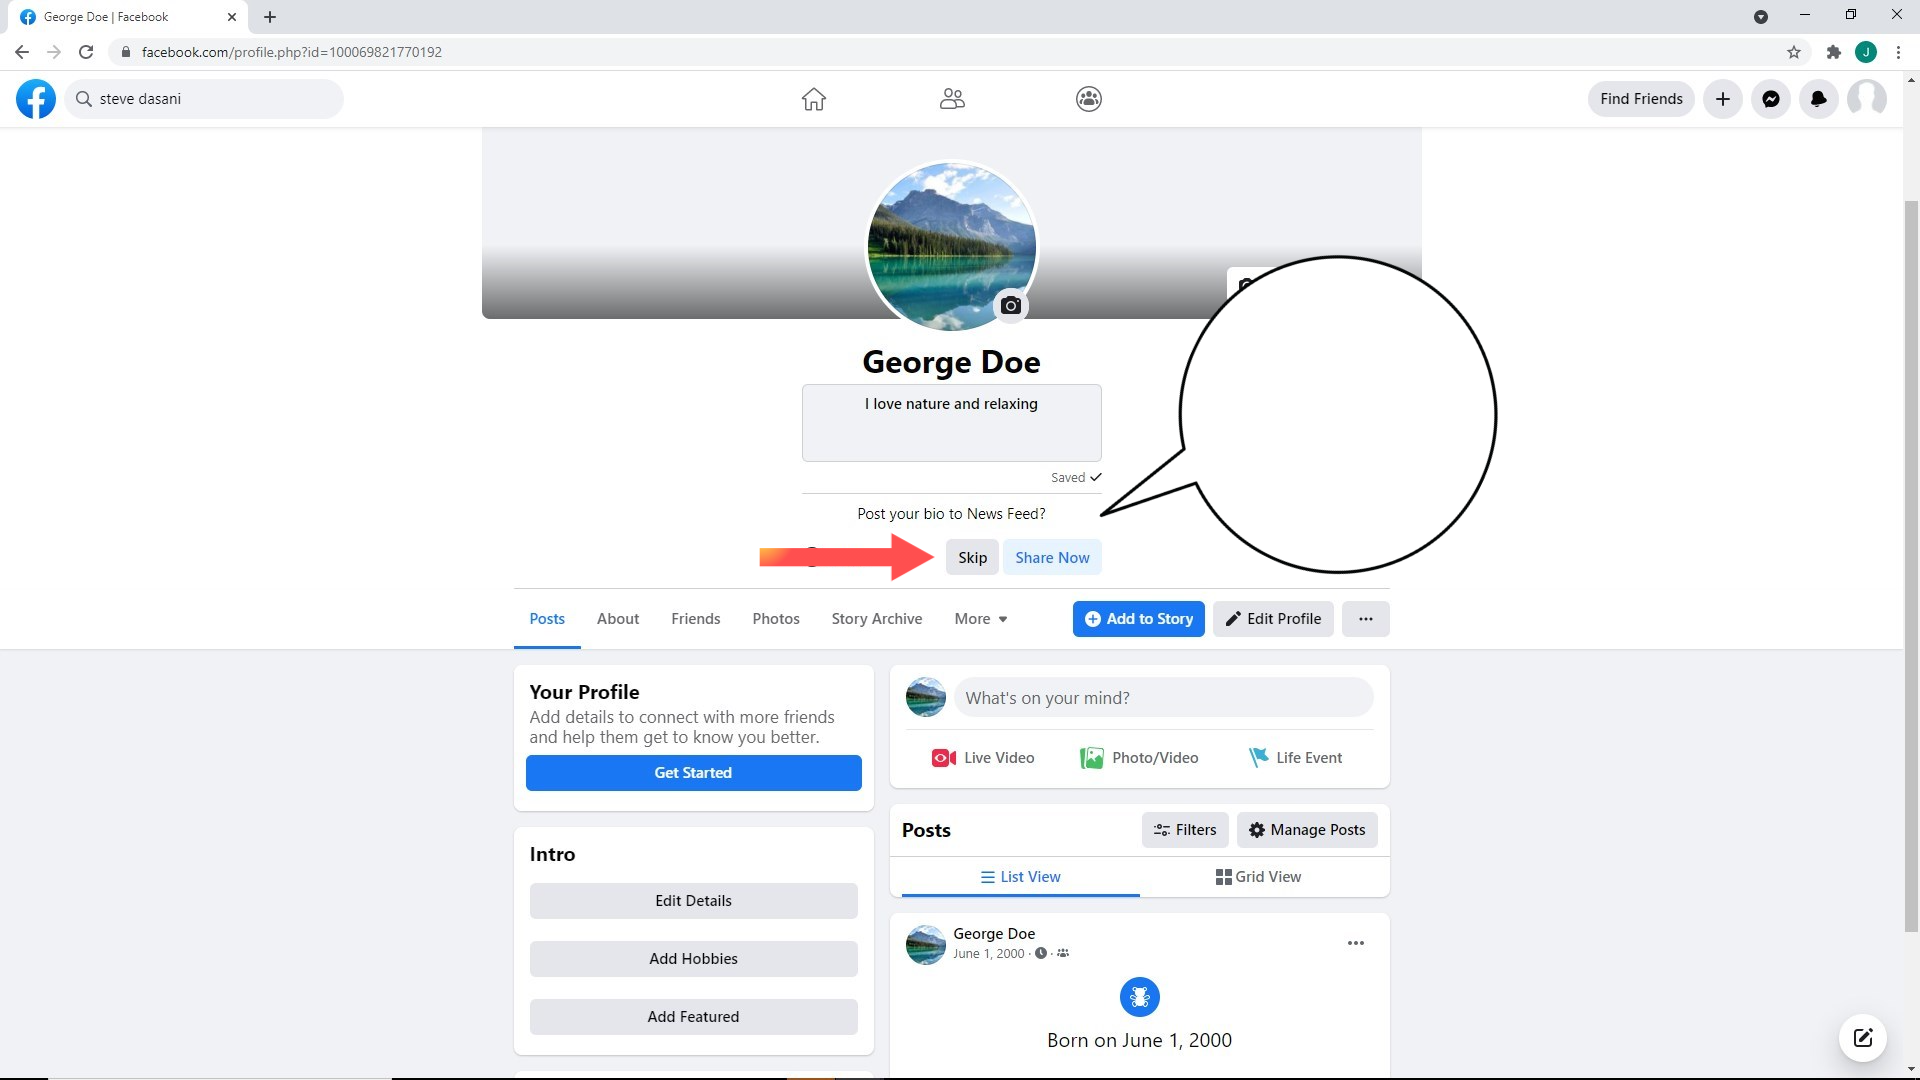 George Doe | Facebook
facebook.com/profile.php?id=100069821770192
J
steve dasani
Find Friends
George Doe
I love nature and relaxing
Saved
Post your bio to News Feed?
Skip
Share Now
Posts
About
Friends
Photos
Story Archive
More
Add to Story
Edit Profile
Your Profile
Add details to connect with more friends
and help them get to know you better.
Get Started
Intro
Edit Details
Add Hobbies
Add Featured
What's on your mind?
Live Video
Photo/Video
Life Event
Posts
Filters
Manage Posts
List View
Grid View
George Doe
June 1, 2000 ·  ·
Born on June 1, 2000